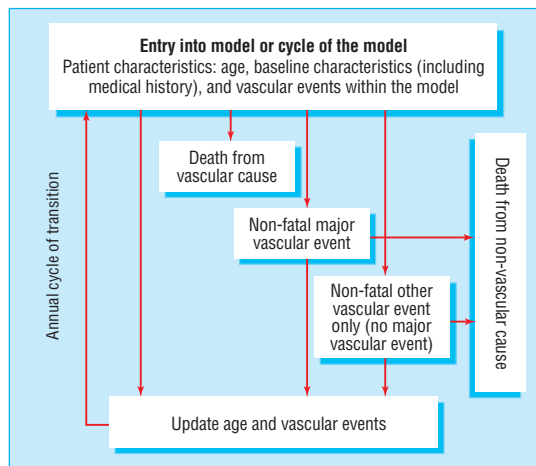 Entry into model or cycle of the model
Patient characteristics: age, baseline characteristics (including
medical history), and vascular events within the model
Death from
vascular cause
Non-fatal major
vascular event
Non-fatal other
vascular event
only (no major
vascular event)
Death from non-vascular
cause
Annual cycle of transition
Update age and vascular events